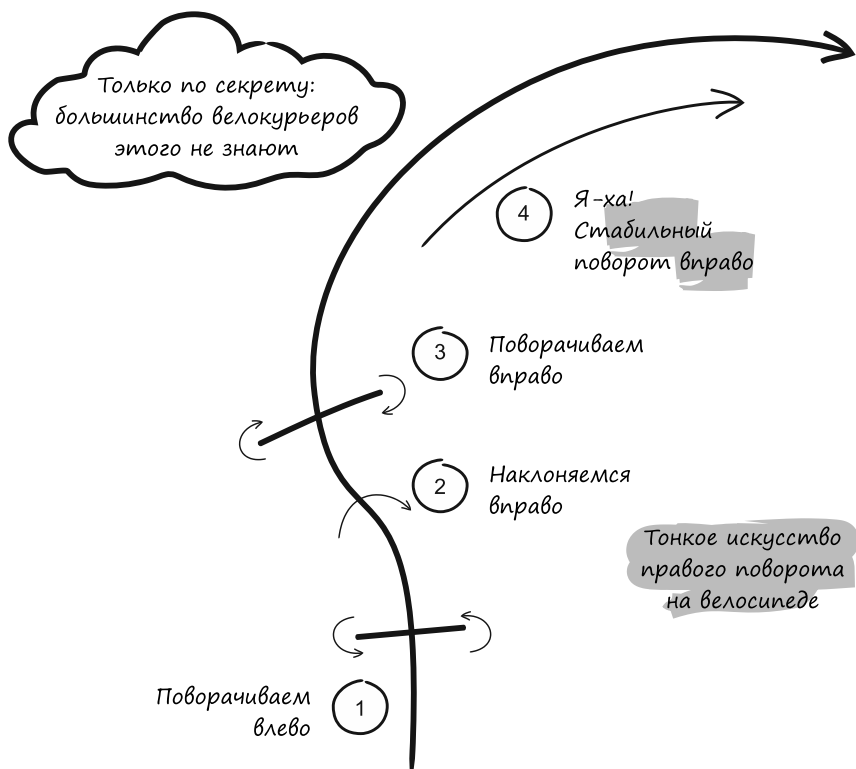 Только по секрету:
большинство велокурьеров
этого не знают
4
Я-ха!
Стабильный
поворот вправо
3
Поворачиваем
вправо
2
Наклоняемся
вправо
Тонкое искусство
правого поворота
на велосипеде
Поворачиваем
влево
1